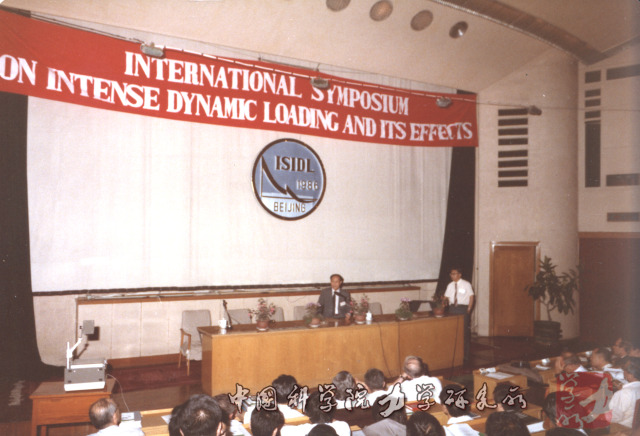 INTERNATIONAL SYMPOSIUM
ON INTENSE DYNAMIC LOADING AND ITS EFFECTS
ISIDL
1986
BEIJING
中国科学院力学研究所